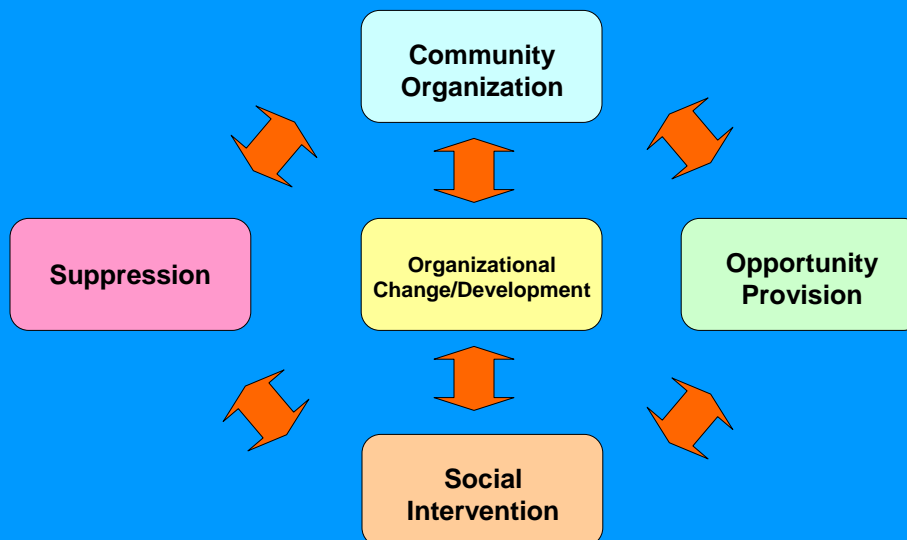 Community
Organization
Suppression
Organizational
Change/Development
Opportunity
Provision
Social
Intervention